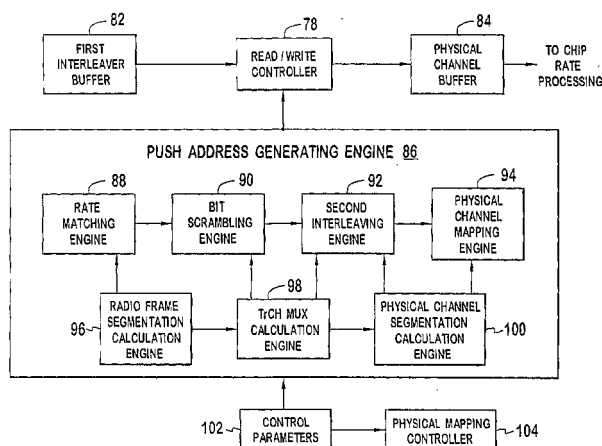 82
78
84
FIRST
INTERLEAVER
BUFFER
READ / WRITE
CONTROLLER
PHYSICAL
CHANNEL
BUFFER
TO CHIP
RATE
PROCESSING
PUSH ADDRESS GENERATING ENGINE 86
88
90
92
94
RATE
MATCHING
ENGINE
BIT
SCRAMBLING
ENGINE
SECOND
INTERLEAVING
ENGINE
PHYSICAL
CHANNEL
MAPPING
ENGINE
98
96
RADIO FRAME
SEGMENTATION
CALCULATION
ENGINE
TrCH MUX
CALCULATION
ENGINE
PHYSICAL CHANNEL
SEGMENTATION
CALCULATION
ENGINE
100
102
CONTROL
PARAMETERS
PHYSICAL MAPPING
CONTROLLER
104